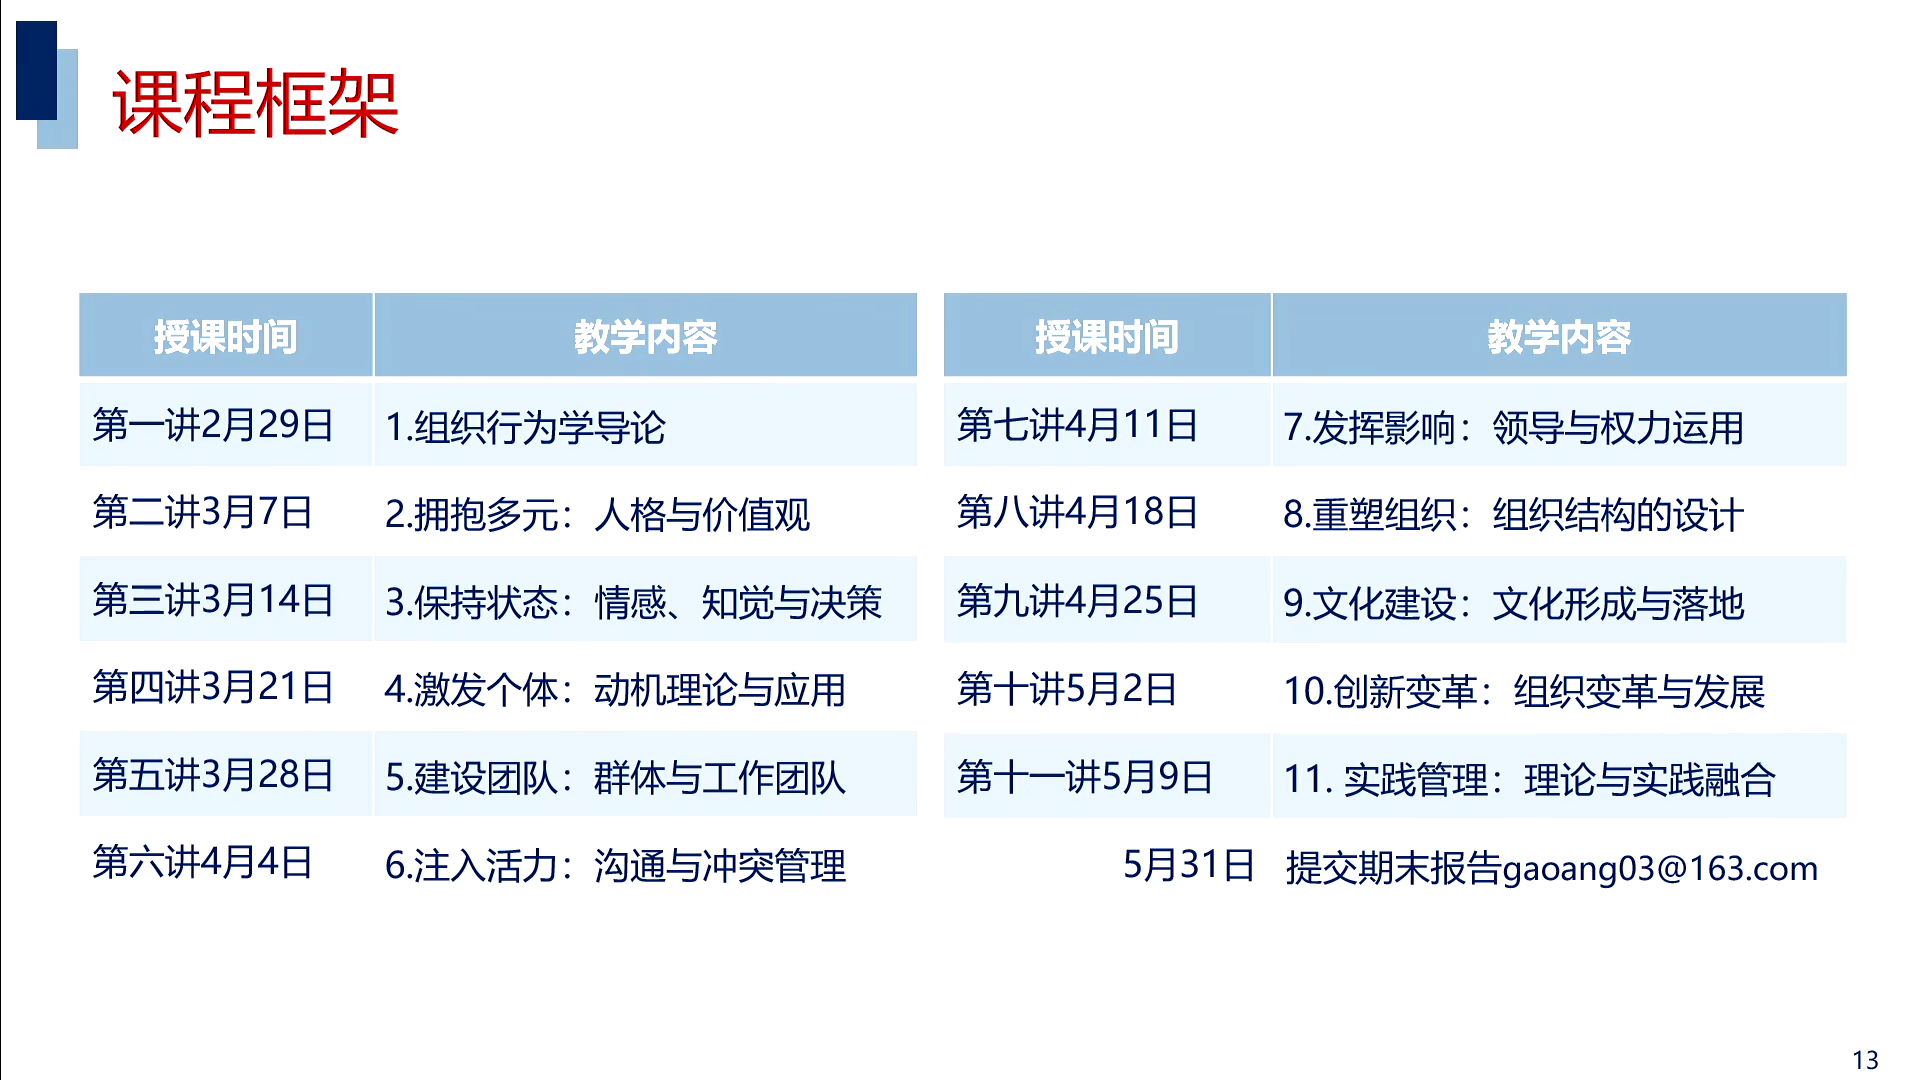 课程框架
授课时间 教学内容
第一讲2月29日 1.组织行为学导论
第二讲3月7日 2.拥抱多元：人格与价值观
第三讲3月14日 3.保持状态：情感、知觉与决策
第四讲3月21日 4.激发个体：动机理论与应用
第五讲3月28日 5.建设团队：群体与工作团队
第六讲4月4日 6.注入活力：沟通与冲突管理
授课时间 教学内容
第七讲4月11日 7.发挥影响：领导与权力运用
第八讲4月18日 8.重塑组织：组织结构的设计
第九讲4月25日 9.文化建设：文化形成与落地
第十讲5月2日 10.创新变革：组织变革与发展
第十一讲5月9日 11. 实践管理：理论与实践融合
5月31日 提交期末报告gaoang03@163.com
13